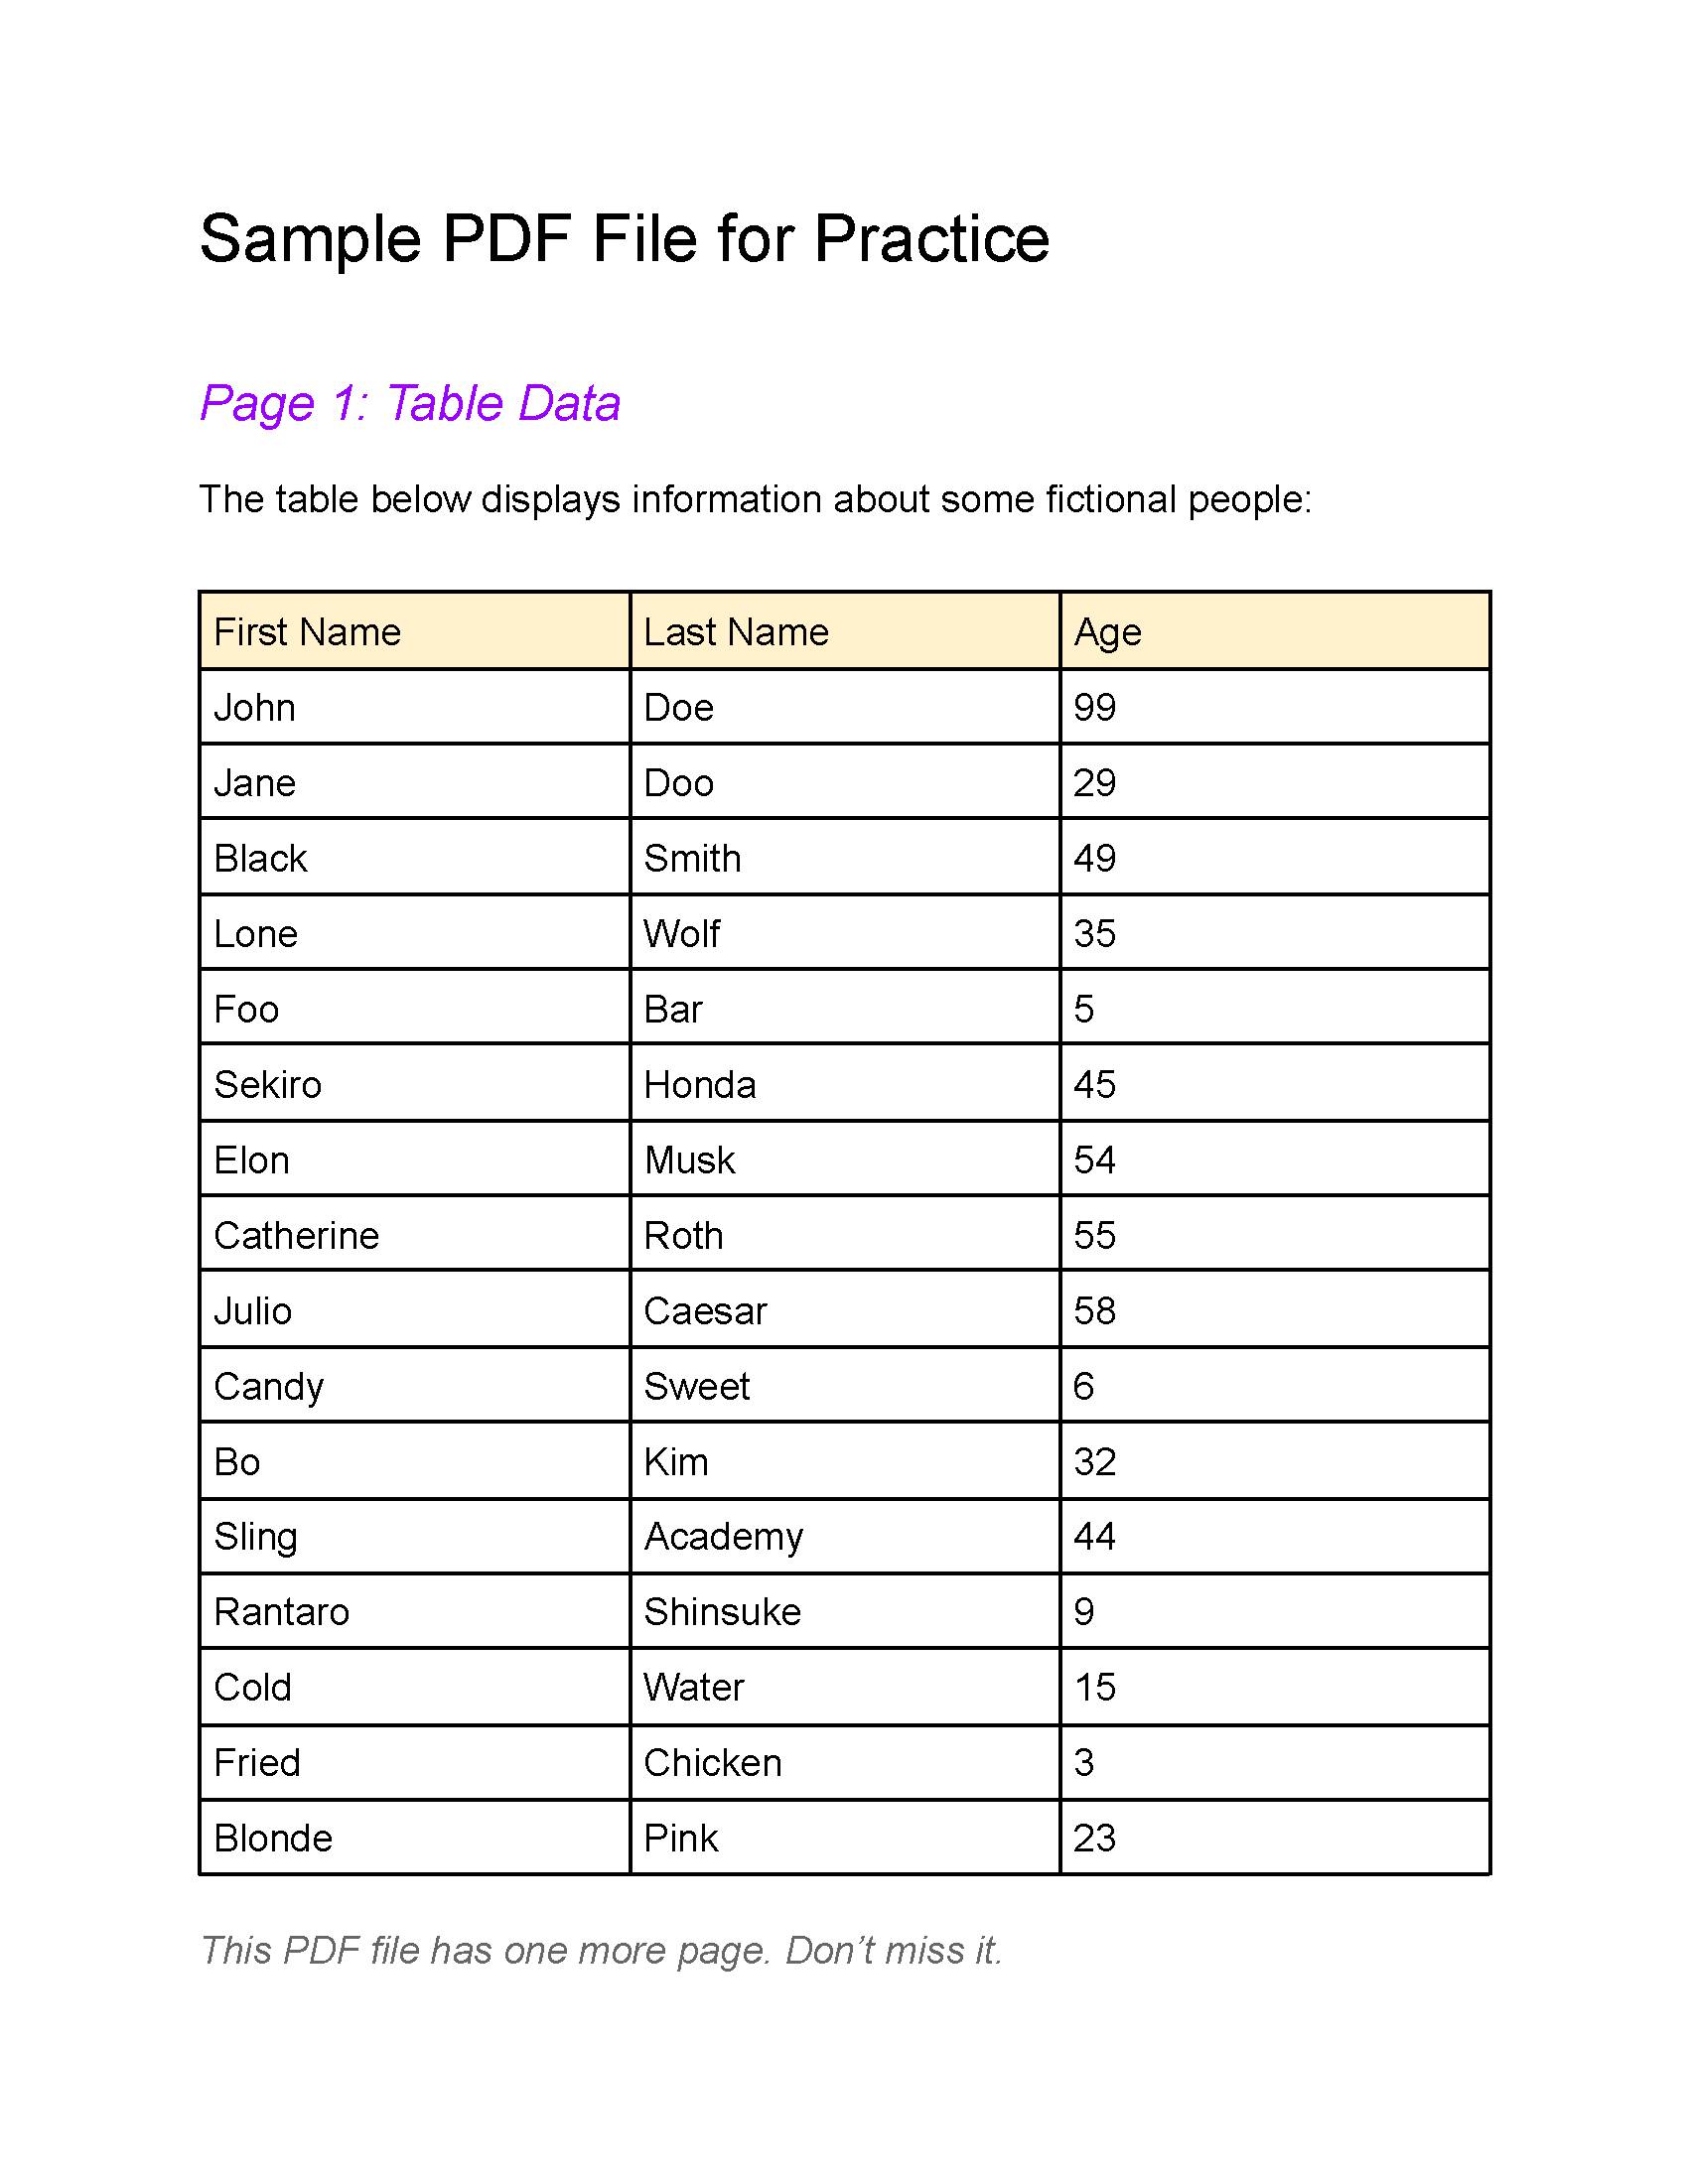 Sample PDF File for Practice
Page 1: Table Data
The table below displays information about some fictional people:
First Name Last Name Age
John Doe 99
Jane Doo 29
Black Smith 49
Lone Wolf 35
Foo Bar 5
Sekiro Honda 45
Elon Musk 54
Catherine Roth 55
Julio Caesar 58
Candy Sweet 6
Bo Kim 32
Sling Academy 44
Rantaro Shinsuke 9
Cold Water 15
Fried Chicken 3
Blonde Pink 23
This PDF file has one more page. Don’t miss it.